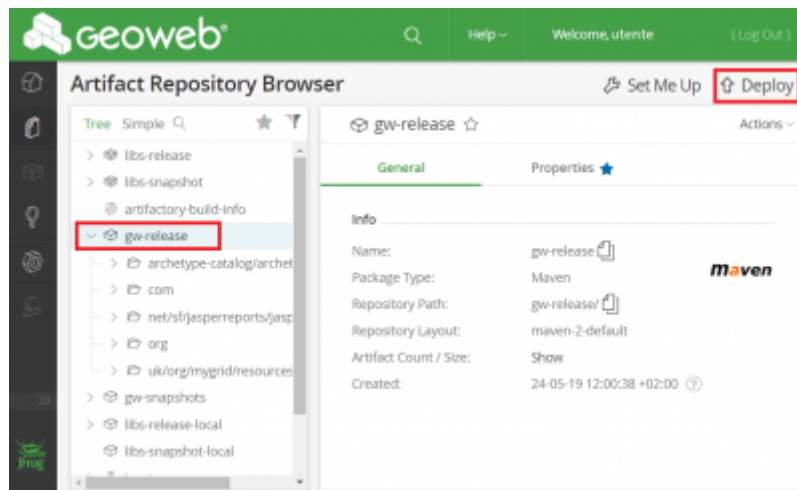 Geoweb®
Help
Welcome, utente
(Log Out)
Artifact Repository Browser
Set Me Up
Deploy
Tree Simple
gw-release
Actions
libs-release
libs-snapshot
artifactory-build-info
gw-release
archetype-catalog/archet
com
net/sf/jasperreports/jasp
org
uk/org/mygrid/resources
gw-snapshots
libs-release-local
libs-snapshot-local
General
Properties
Info
Name: gw-release
Package Type: Maven
Repository Path: gw-release/
Repository Layout: maven-2-default
Artifact Count / Size: Show
Created: 24-05-19 12:00:38 +02:00
maven
JFrog